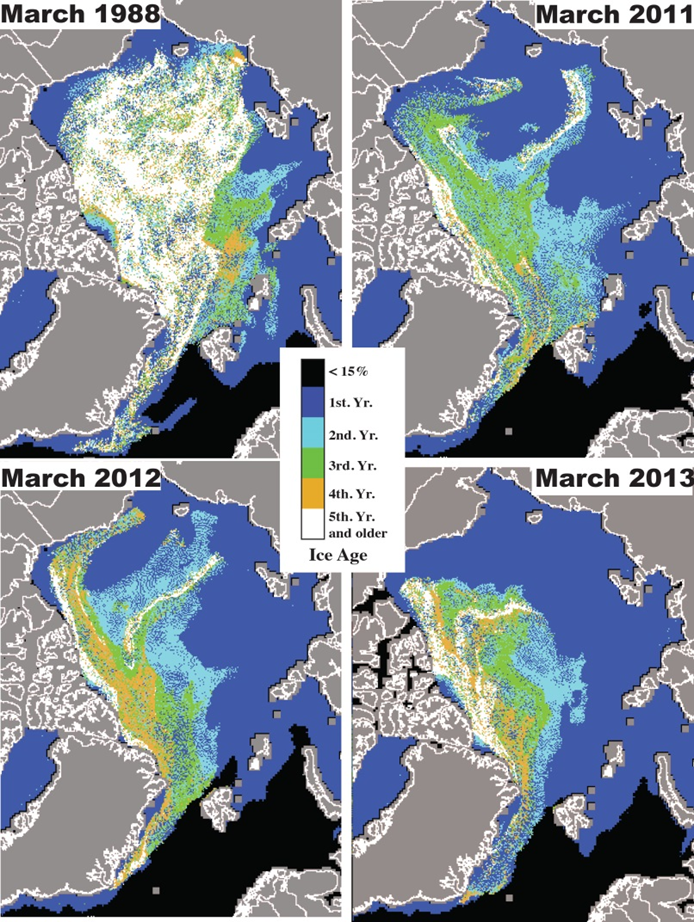 March 1988
March 2011
< 15%
1st. Yr.
2nd. Yr.
3rd. Yr.
4th. Yr.
5th. Yr.
and older
Ice Age
March 2012
March 2013